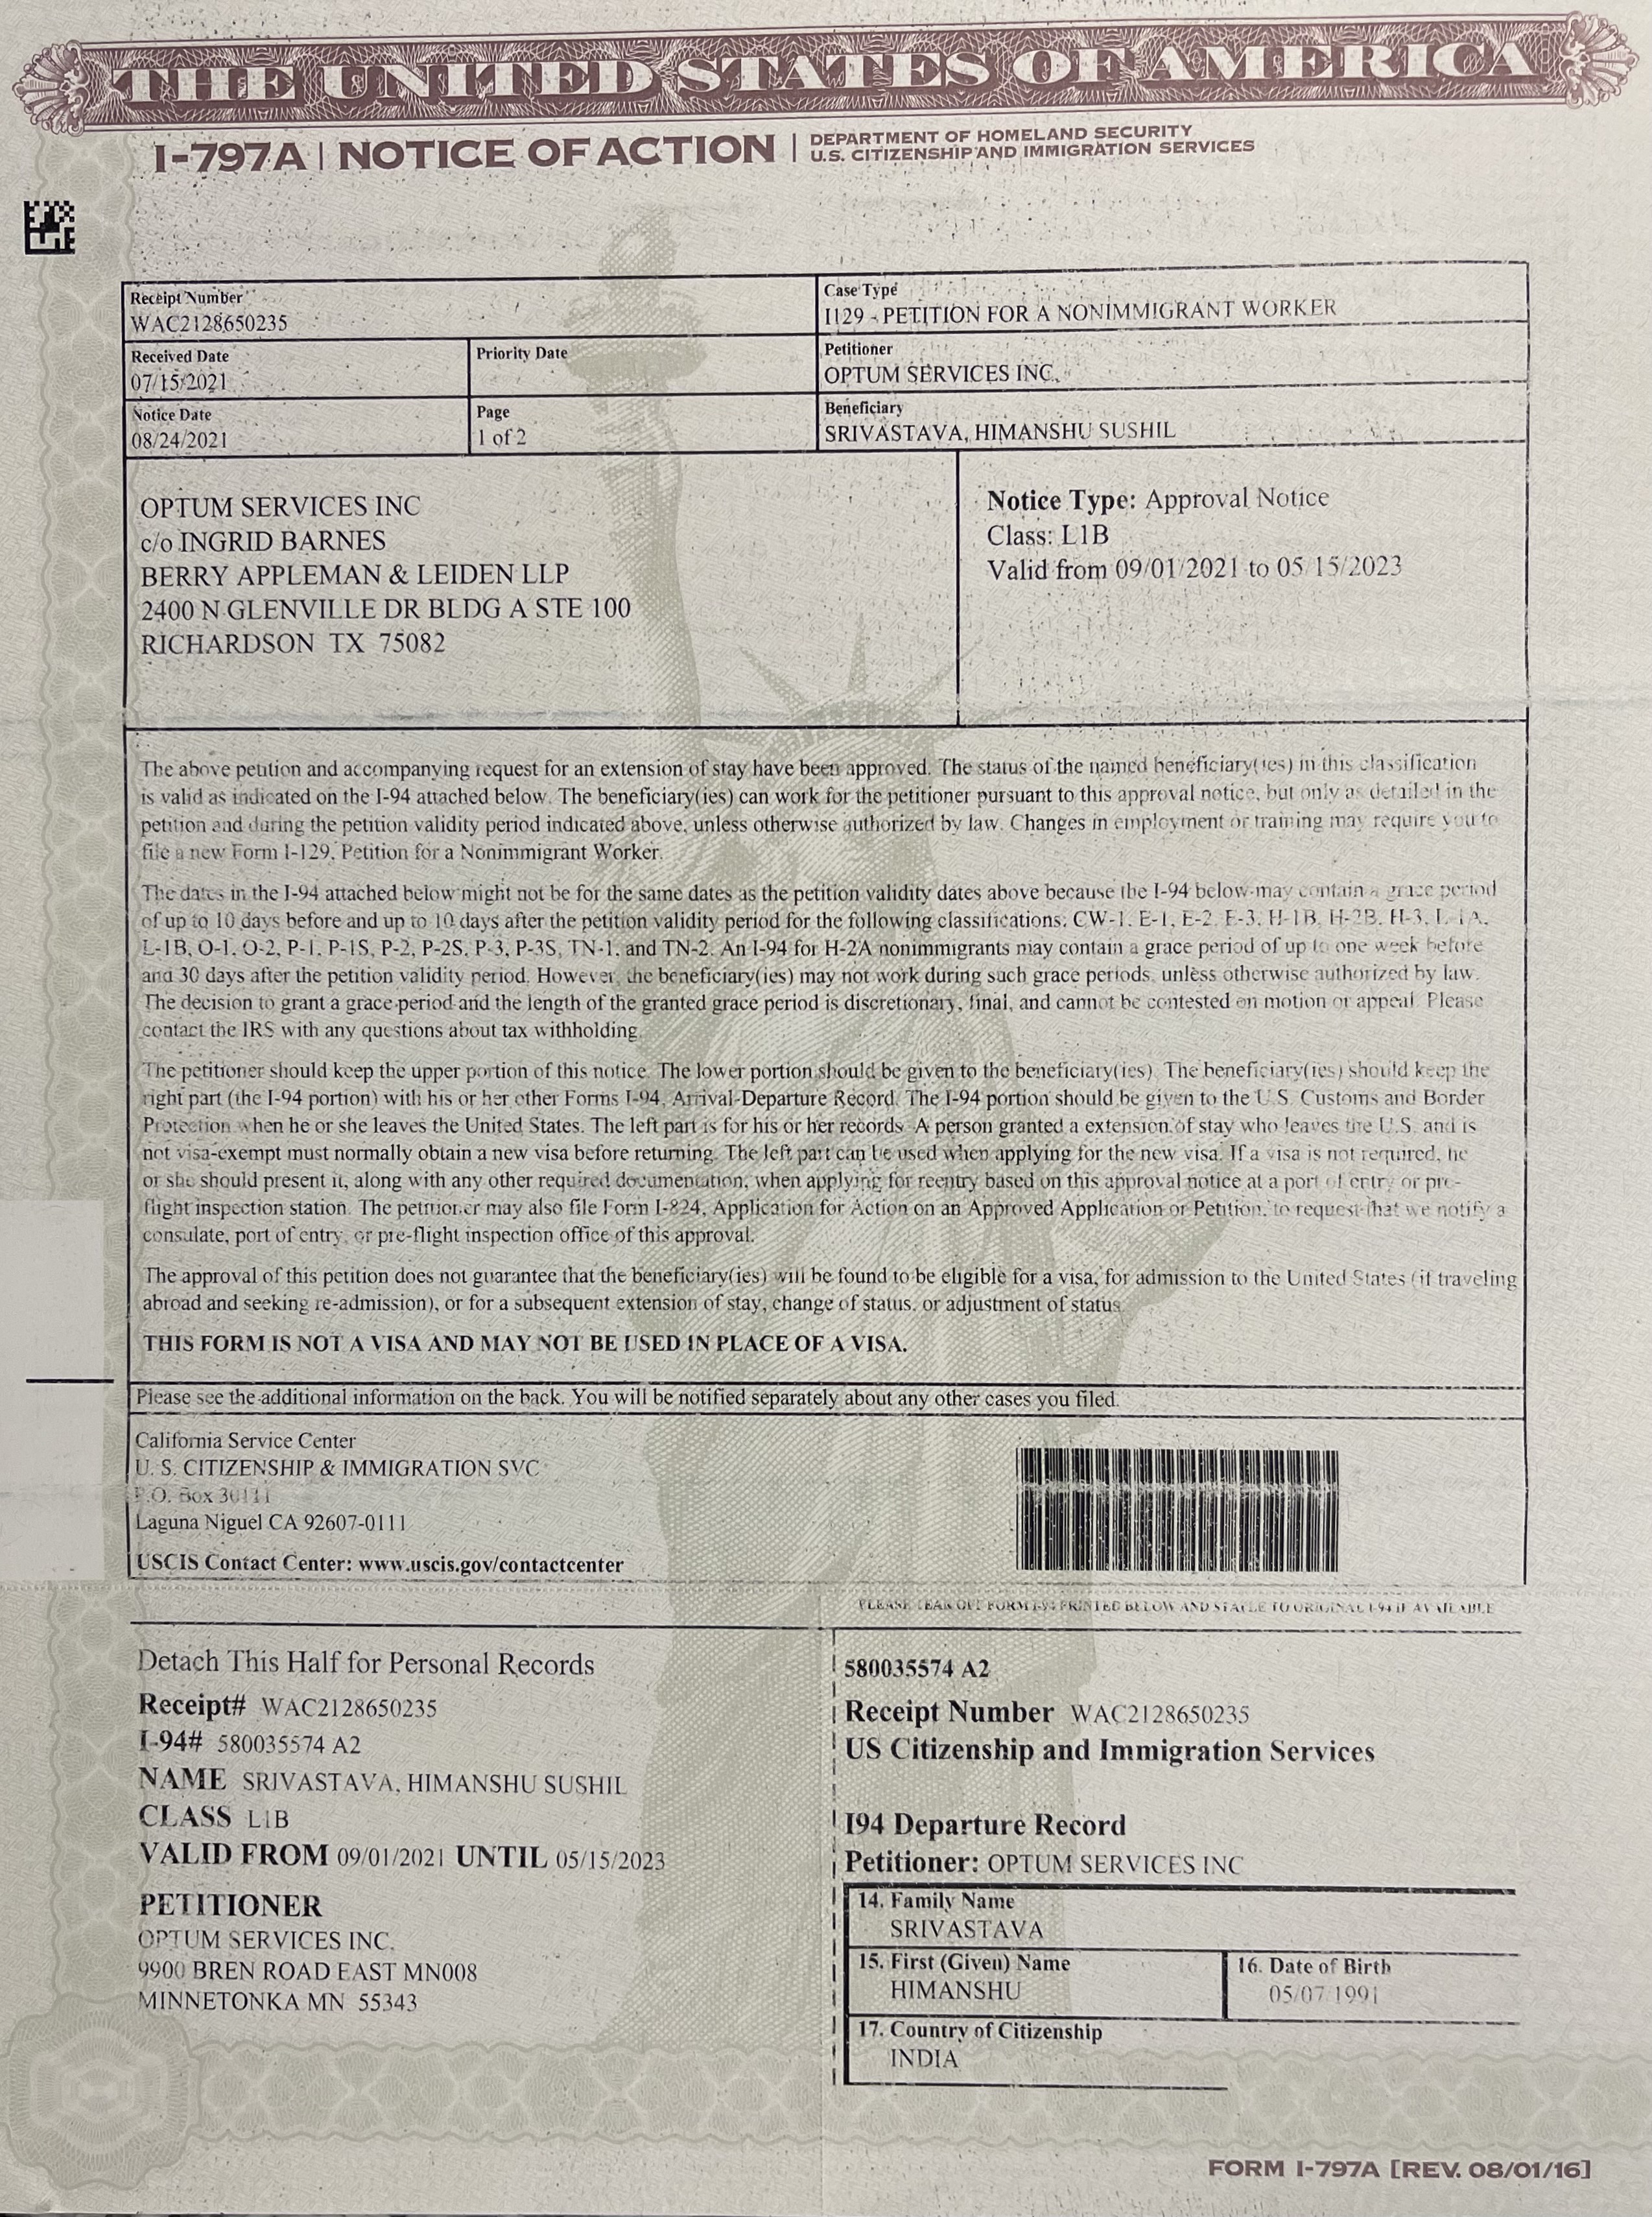 THE UNITED STATES OF AMERICA
I-797A | NOTICE OF ACTION | DEPARTMENT OF HOMELAND SECURITY
U.S. CITIZENSHIP AND IMMIGRATION SERVICES
Receipt Number
WAC2128650235
Case Type
I129 - PETITION FOR A NONIMMIGRANT WORKER
Received Date
07/15/2021
Priority Date
Petitioner
OPTUM SERVICES INC.
Notice Date
08/24/2021
Page
1 of 2
Beneficiary
SRIVASTAVA, HIMANSHU SUSHIL
OPTUM SERVICES INC
c/o INGRID BARNES
BERRY APPLEMAN & LEIDEN LLP
2400 N GLENVILLE DR BLDG A STE 100
RICHARDSON TX 75082
Notice Type: Approval Notice
Class: L1B
Valid from 09/01/2021 to 05/15/2023
The above petition and accompanying request for an extension of stay have been approved. The status of the named beneficiary(ies) in this classification
is valid as indicated on the I-94 attached below. The beneficiary(ies) can work for the petitioner pursuant to this approval notice, but only as detailed in the
petition and during the petition validity period indicated above, unless otherwise authorized by law. Changes in employment or training may require you to
file a new Form I-129, Petition for a Nonimmigrant Worker.
The dates in the I-94 attached below might not be for the same dates as the petition validity dates above because the I-94 below may contain a grace period
of up to 10 days before and up to 10 days after the petition validity period for the following classifications: CW-1, E-1, E-2, E-3, H-1B, H-2B, H-3, L-1A,
L-1B, O-1, O-2, P-1, P-1S, P-2, P-2S, P-3, P-3S, TN-1, and TN-2. An I-94 for H-2A nonimmigrants may contain a grace period of up to one week before
and 30 days after the petition validity period. However, the beneficiary(ies) may not work during such grace periods, unless otherwise authorized by law.
The decision to grant a grace period and the length of the granted grace period is discretionary, final, and cannot be contested on motion or appeal. Please
contact the IRS with any questions about tax withholding.
The petitioner should keep the upper portion of this notice. The lower portion should be given to the beneficiary(ies). The beneficiary(ies) should keep the
right part (the I-94 portion) with his or her other Forms I-94, Arrival-Departure Record. The I-94 portion should be given to the U.S. Customs and Border
Protection when he or she leaves the United States. The left part is for his or her records. A person granted a extension of stay who leaves the U.S. and is
not visa-exempt must normally obtain a new visa before returning. The left part can be used when applying for the new visa. If a visa is not required, he
or she should present it, along with any other required documentation, when applying for reentry based on this approval notice at a port of entry or pre-
flight inspection station. The petitioner may also file Form I-824, Application for Action on an Approved Application or Petition, to request that we notify a
consulate, port of entry, or pre-flight inspection office of this approval.
The approval of this petition does not guarantee that the beneficiary(ies) will be found to be eligible for a visa, for admission to the United States (if traveling
abroad and seeking re-admission), or for a subsequent extension of stay, change of status, or adjustment of status.
THIS FORM IS NOT A VISA AND MAY NOT BE USED IN PLACE OF A VISA.
Please see the additional information on the back. You will be notified separately about any other cases you filed.
California Service Center
U. S. CITIZENSHIP & IMMIGRATION SVC
P.O. Box 30111
Laguna Niguel CA 92607-0111
USCIS Contact Center: www.uscis.gov/contactcenter
PLEASE TEAR OFF FORM I-94 PRINTED BELOW AND STAPLE TO ORIGINAL I-94 IF AVAILABLE
Detach This Half for Personal Records
Receipt# WAC2128650235
I-94# 580035574 A2
NAME SRIVASTAVA, HIMANSHU SUSHIL
CLASS L1B
VALID FROM 09/01/2021 UNTIL 05/15/2023
PETITIONER
OPTUM SERVICES INC.
9900 BREN ROAD EAST MN008
MINNETONKA MN 55343
580035574 A2
Receipt Number WAC2128650235
US Citizenship and Immigration Services
I94 Departure Record
Petitioner: OPTUM SERVICES INC
14. Family Name
SRIVASTAVA
15. First (Given) Name
HIMANSHU
16. Date of Birth
05/07/1991
17. Country of Citizenship
INDIA
FORM I-797A [REV. 08/01/16]